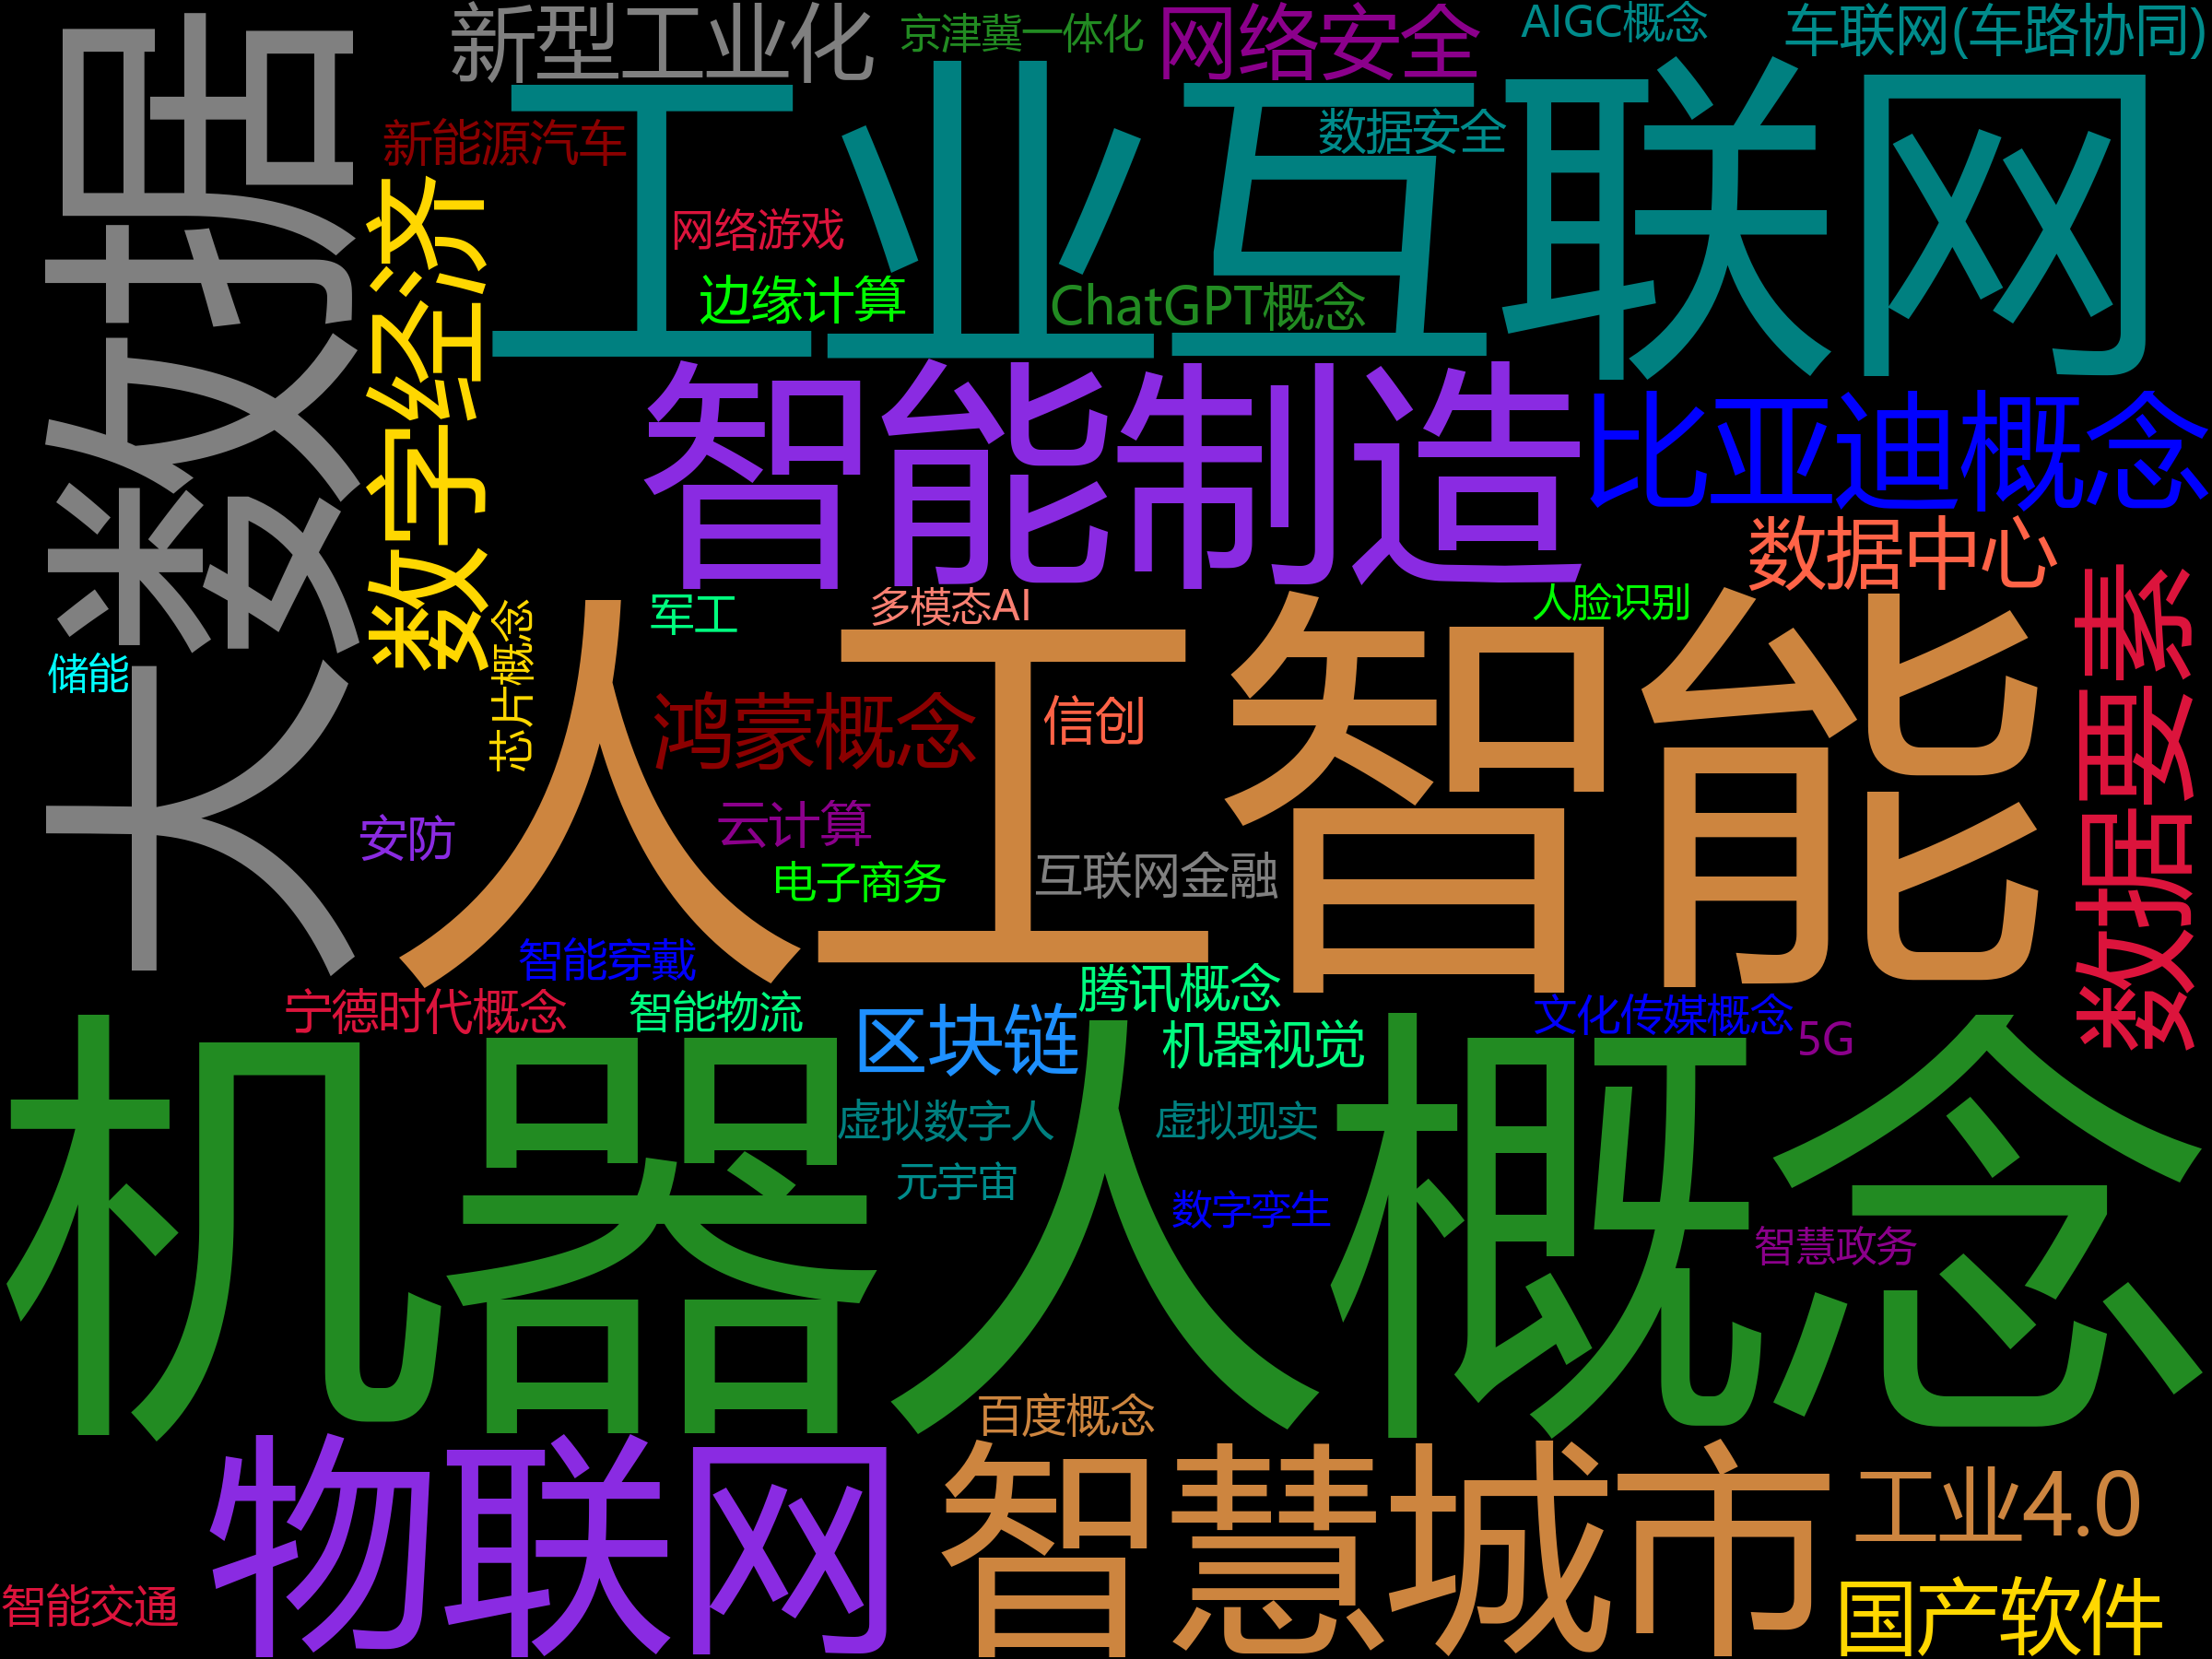 新型工业化
京津冀一体化
网络安全
AIGC概念
车联网(车路协同)
大数据
新能源汽车
工业互联网
数据安全
数字经济
网络游戏
边缘计算
ChatGPT概念
智能制造
比亚迪概念
数据中心
军工
多模态AI
人脸识别
数据要素
储能
芯片概念
人工智能
鸿蒙概念
信创
安防
云计算
电子商务
互联网金融
智能穿戴
腾讯概念
宁德时代概念
智能物流
区块链
机器视觉
文化传媒概念
5G
机器人概念
虚拟数字人
虚拟现实
元宇宙
数字孪生
智慧政务
百度概念
物联网
智慧城市
工业4.0
智能交通
国产软件